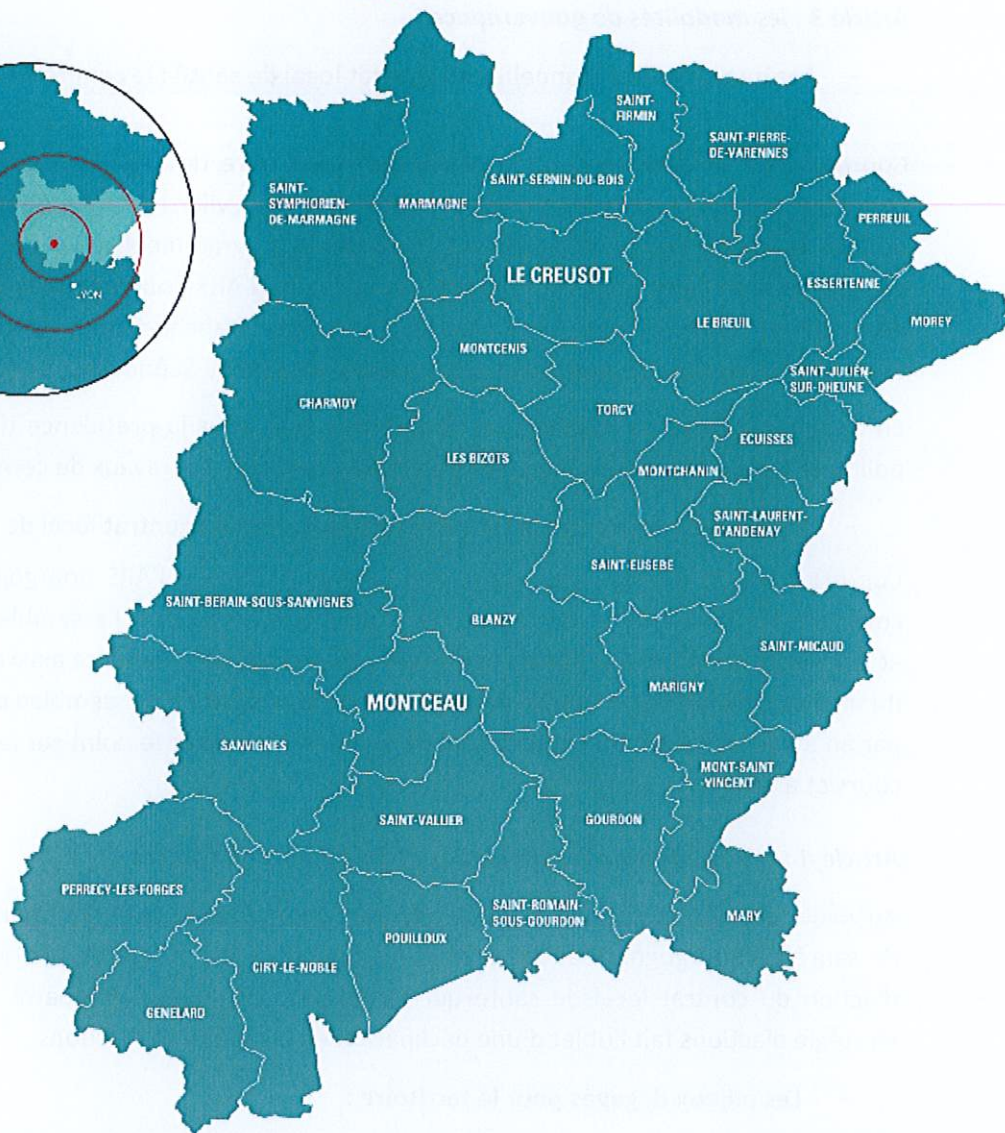 SAINT-
FIRMIN
SAINT-PIERRE-
DE-VARENNES
SAINT-SERNIN-DU-BOIS
SAINT-
SYMPHORIEN-
DE-MARMAGNE
MARMAGNE
PERREUIL
LE CREUSOT
ESSERTENNE
LYON
LE BREUIL
MOREY
MONTCENIS
SAINT-JULIEN-
SUR-DHEUNE
CHARMOY
TORCY
ECUISSES
LES BIZOTS
MONTCHANIN
SAINT-LAURENT-
D'ANDENAY
SAINT-EUSEBE
SAINT-BERAIN-SOUS-SANVIGNES
BLANZY
SAINT-MICAUD
MARIGNY
MONTCEAU
SANVIGNES
MONT-SAINT
-VINCENT
SAINT-VALLIER
GOURDON
PERRECY-LES-FORGES
SAINT-ROMAIN-
SOUS-GOURDON
MARY
POUILLOUX
CIRY-LE-NOBLE
GENELARD